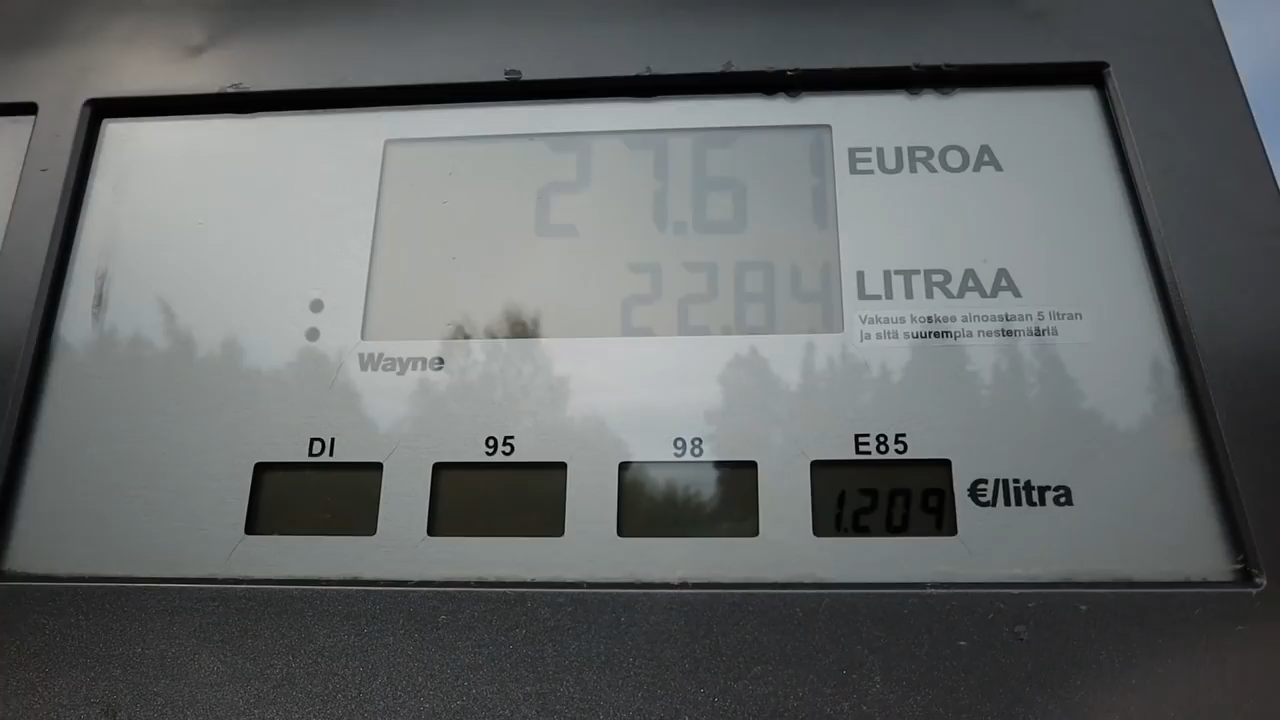 27.61 EUROA
22.84 LITRAA
Vakaus koskee ainoastaan 5 litran
ja sitä suurempia nestemääriä
Wayne
DI 95 98 E85
1.209 €/litra